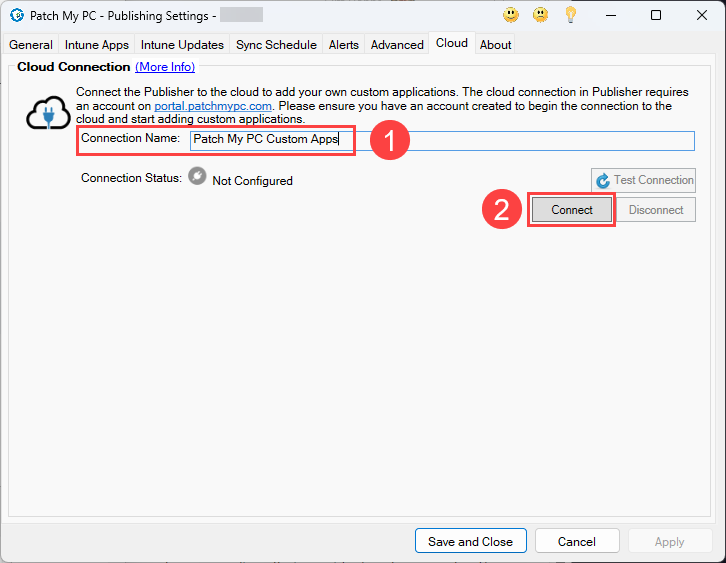 Patch My PC - Publishing Settings -
General Intune Apps Intune Updates Sync Schedule Alerts Advanced Cloud About
Cloud Connection (More Info)
Connect the Publisher to the cloud to add your own custom applications. The cloud connection in Publisher requires
an account on portal.patchmypc.com. Please ensure you have an account created to begin the connection to the
cloud and start adding custom applications.
Connection Name: Patch My PC Custom Apps 1
Connection Status: Not Configured Test Connection
2 Connect Disconnect
Save and Close Cancel Apply